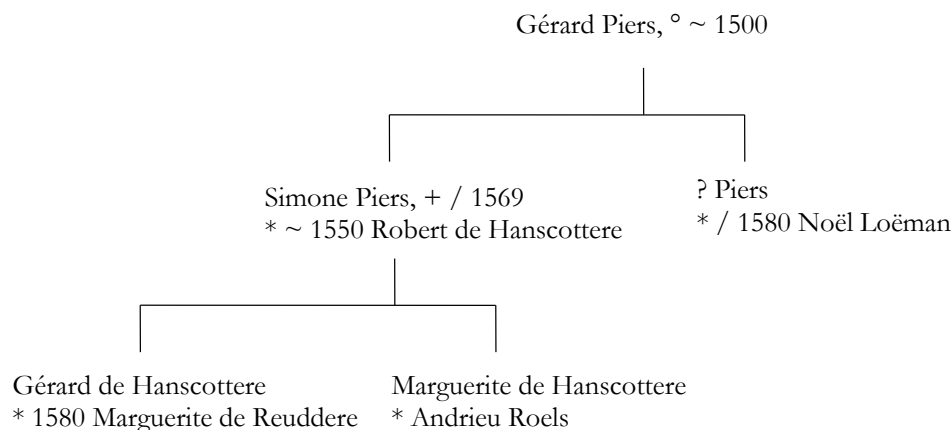 Gérard Piers, ° ~ 1500
Simone Piers, + / 1569
* ~ 1550 Robert de Hanscottere
? Piers
* / 1580 Noël Loëman
Gérard de Hanscottere
* 1580 Marguerite de Reuddere
Marguerite de Hanscottere
* Andrieu Roels